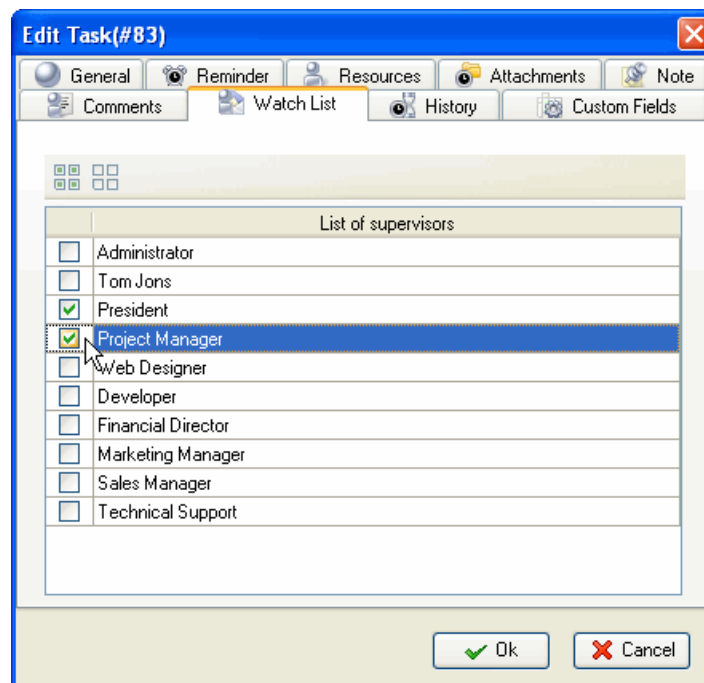 Edit Task(#83)
General Reminder Resources Attachments Note
Comments Watch List History Custom Fields
List of supervisors
Administrator
Tom Jons
President
Project Manager
Web Designer
Developer
Financial Director
Marketing Manager
Sales Manager
Technical Support
Ok Cancel